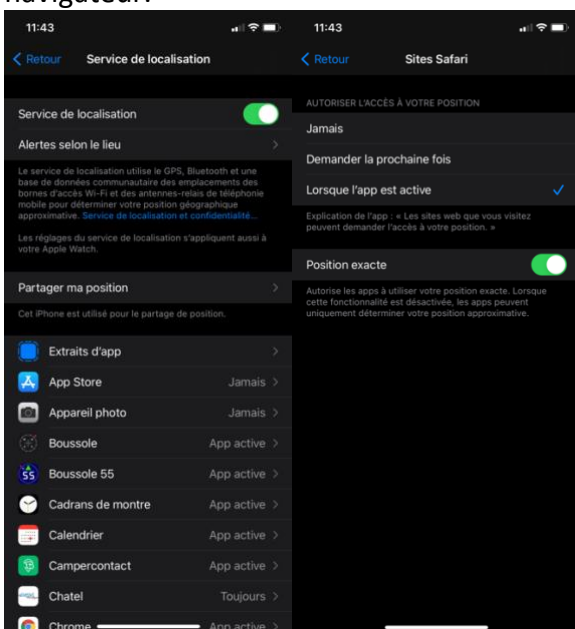 navigateur.
11:43
Retour Service de localisation
Service de localisation
Alertes selon le lieu
Le service de localisation utilise le GPS, Bluetooth et une
base de données communautaire des emplacements des
bornes d'accès Wi-Fi et des antennes-relais de téléphonie
mobile pour déterminer votre position géographique
approximative. Service de localisation et confidentialité...
Les réglages du service de localisation s'appliquent aussi à
votre Apple Watch.
Partager ma position
Cet iPhone est utilisé pour le partage de position.
Extraits d'app
App Store Jamais
Appareil photo Jamais
Boussole App active
55 Boussole 55 App active
Cadrans de montre App active
Calendrier App active
Campercontact App active
Chatel Toujours
Chrome App active
11:43
Retour Sites Safari
AUTORISER L'ACCÈS À VOTRE POSITION
Jamais
Demander la prochaine fois
Lorsque l'app est active
Explication de l'app : « Les sites web que vous visitez
peuvent demander l'accès à votre position. »
Position exacte
Autorise les apps à utiliser votre position exacte. Lorsque
cette fonctionnalité est désactivée, les apps peuvent
uniquement déterminer votre position approximative.